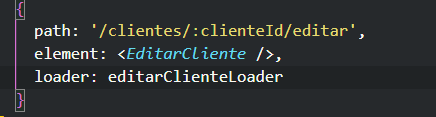 {
path: '/clientes/:clienteId/editar',
element: <EditarCliente />,
loader: editarClienteLoader
}